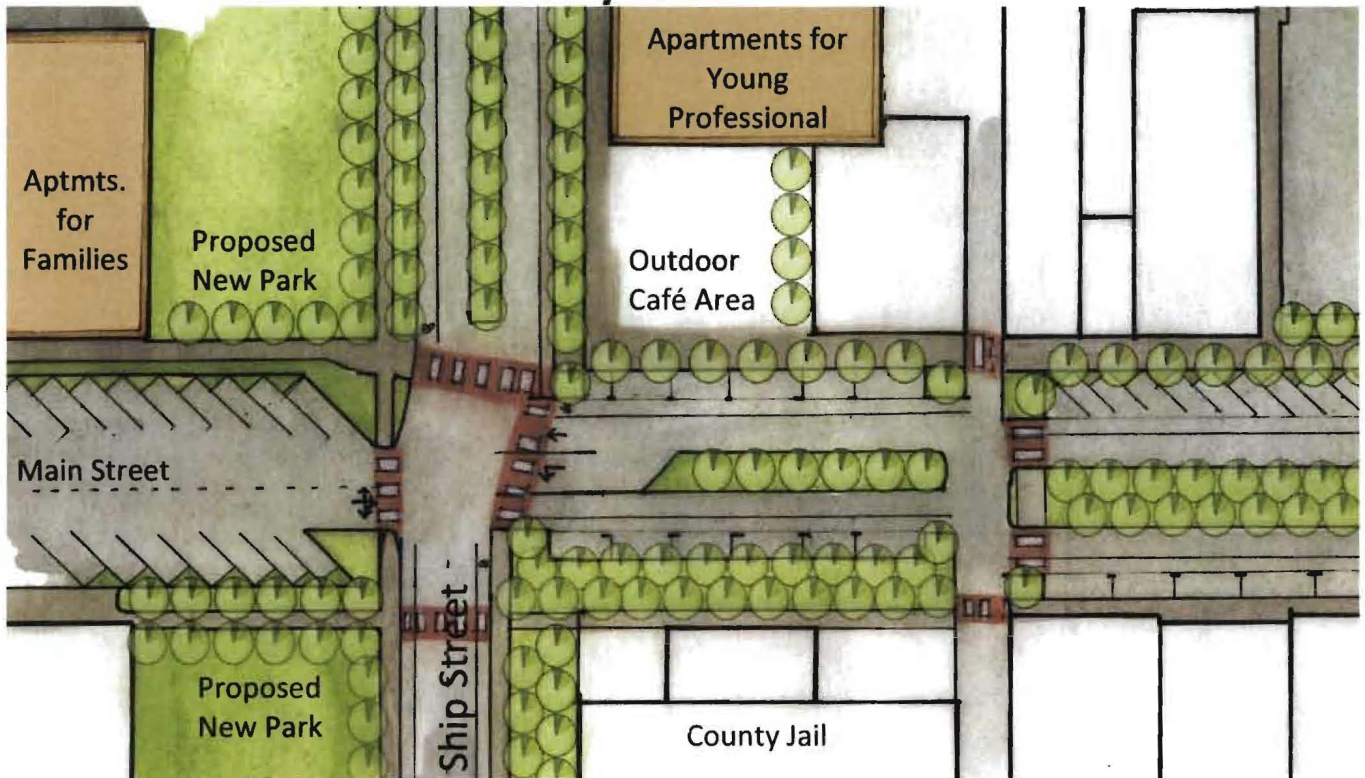 Apartments for
Young
Professional
Aptmts.
for
Families
Proposed
New Park
Outdoor
Café Area
Main Street
Ship Street
Proposed
New Park
County Jail